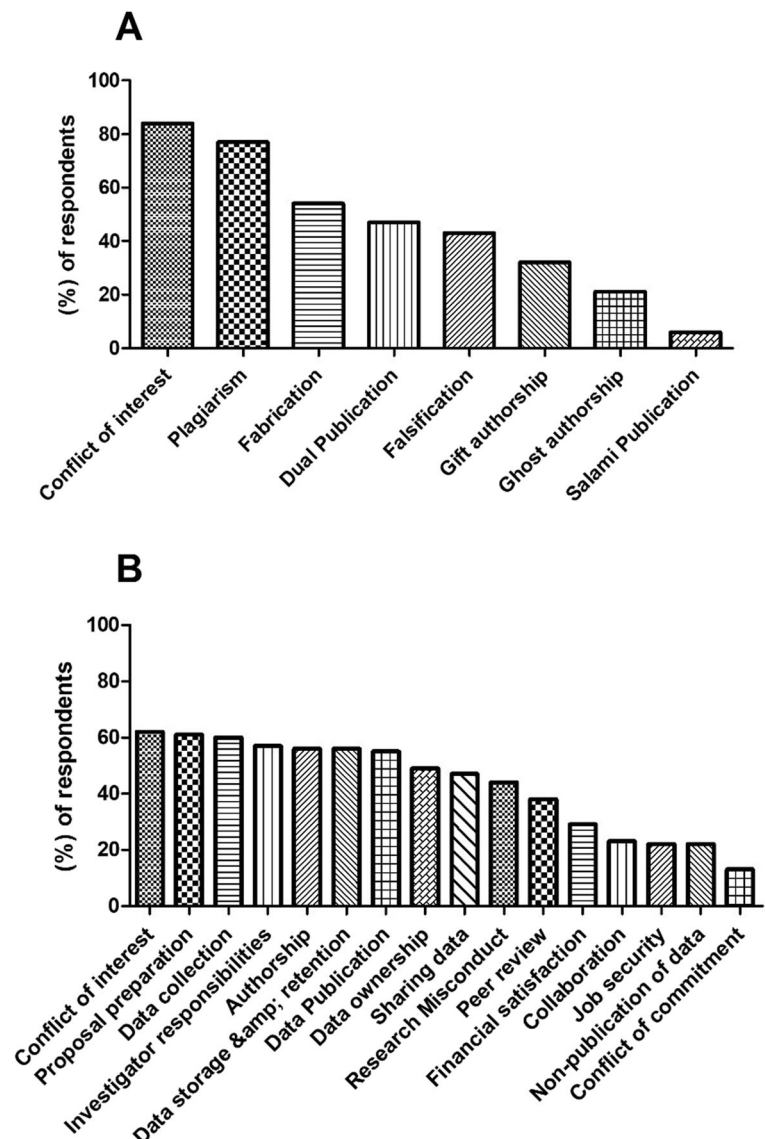 A
(%) of respondents
100
80
60
40
20
0
Conflict of interest
Plagiarism
Fabrication
Dual Publication
Falsification
Gift authorship
Ghost authorship
Salami Publication
B
(%) of respondents
100
80
60
40
20
0
Conflict of interest
Proposal preparation
Data collection
Investigator responsibilities
Authorship
Data storage &amp; retention
Data Publication
Data ownership
Sharing data
Research Misconduct
Peer review
Financial satisfaction
Collaboration
Job security
Non-publication of data
Conflict of commitment